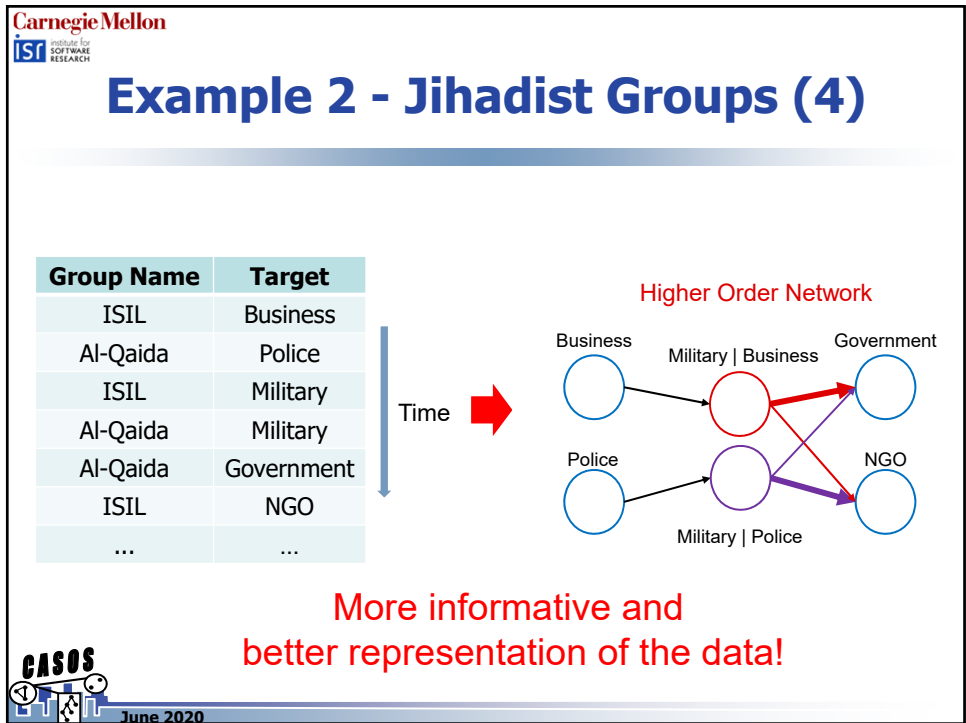 Carnegie Mellon
isr institute for
SOFTWARE
RESEARCH
Example 2 - Jihadist Groups (4)
Group Name Target
ISIL Business
Al-Qaida Police
ISIL Military
Al-Qaida Military
Al-Qaida Government
ISIL NGO
... ...
Time
Higher Order Network
Business
Military | Business
Government
Police
NGO
Military | Police
More informative and
better representation of the data!
CASOS
June 2020